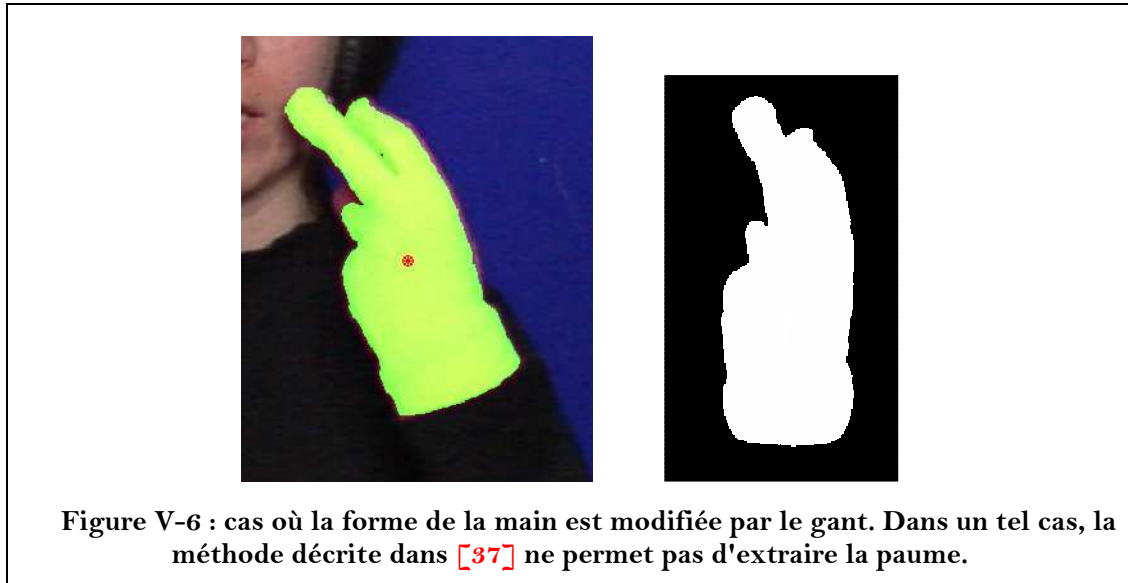 Figure V-6 : cas où la forme de la main est modifiée par le gant. Dans un tel cas, la
méthode décrite dans [37] ne permet pas d'extraire la paume.